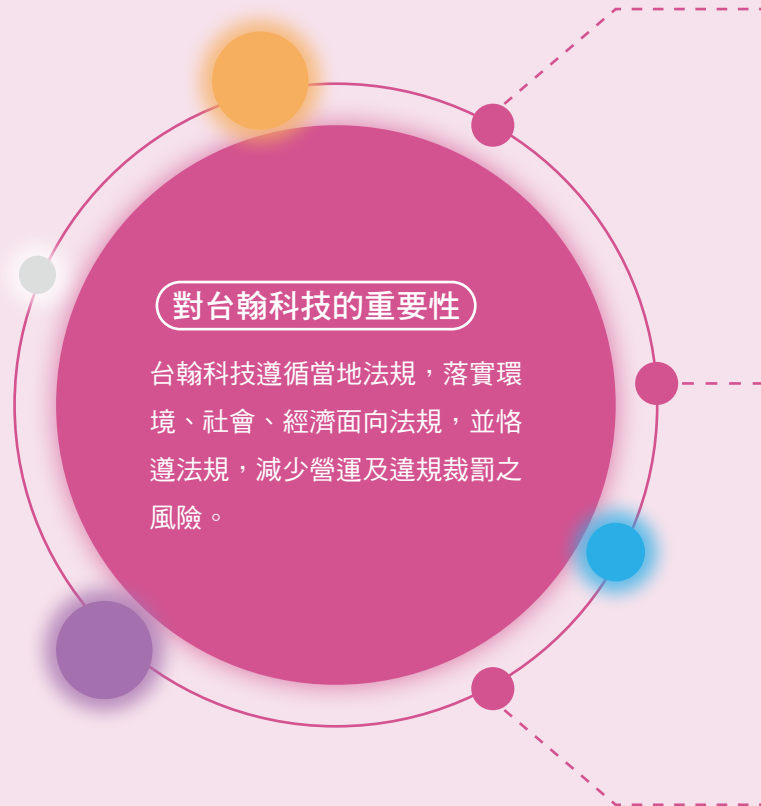 對台翰科技的重要性
台翰科技遵循當地法規，落實環
境、社會、經濟面向法規，並恪
遵法規，減少營運及違規裁罰之
風險。